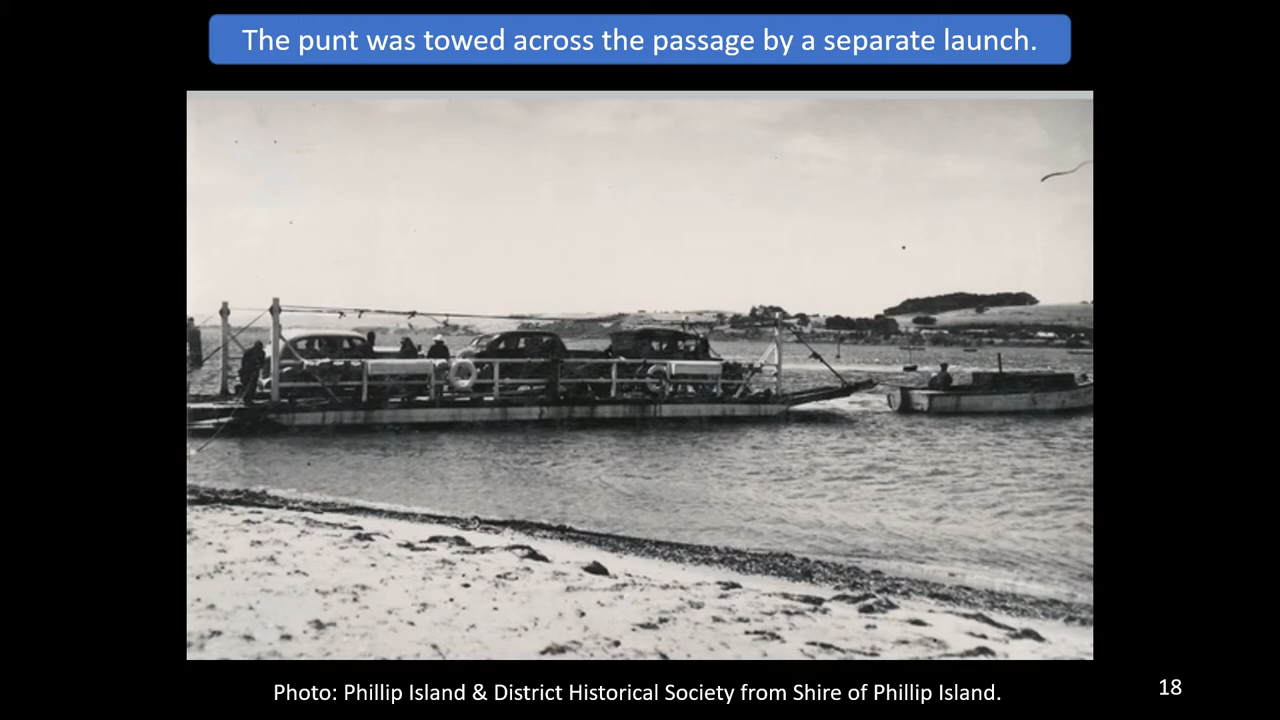 The punt was towed across the passage by a separate launch.
Photo: Phillip Island & District Historical Society from Shire of Phillip Island.
18